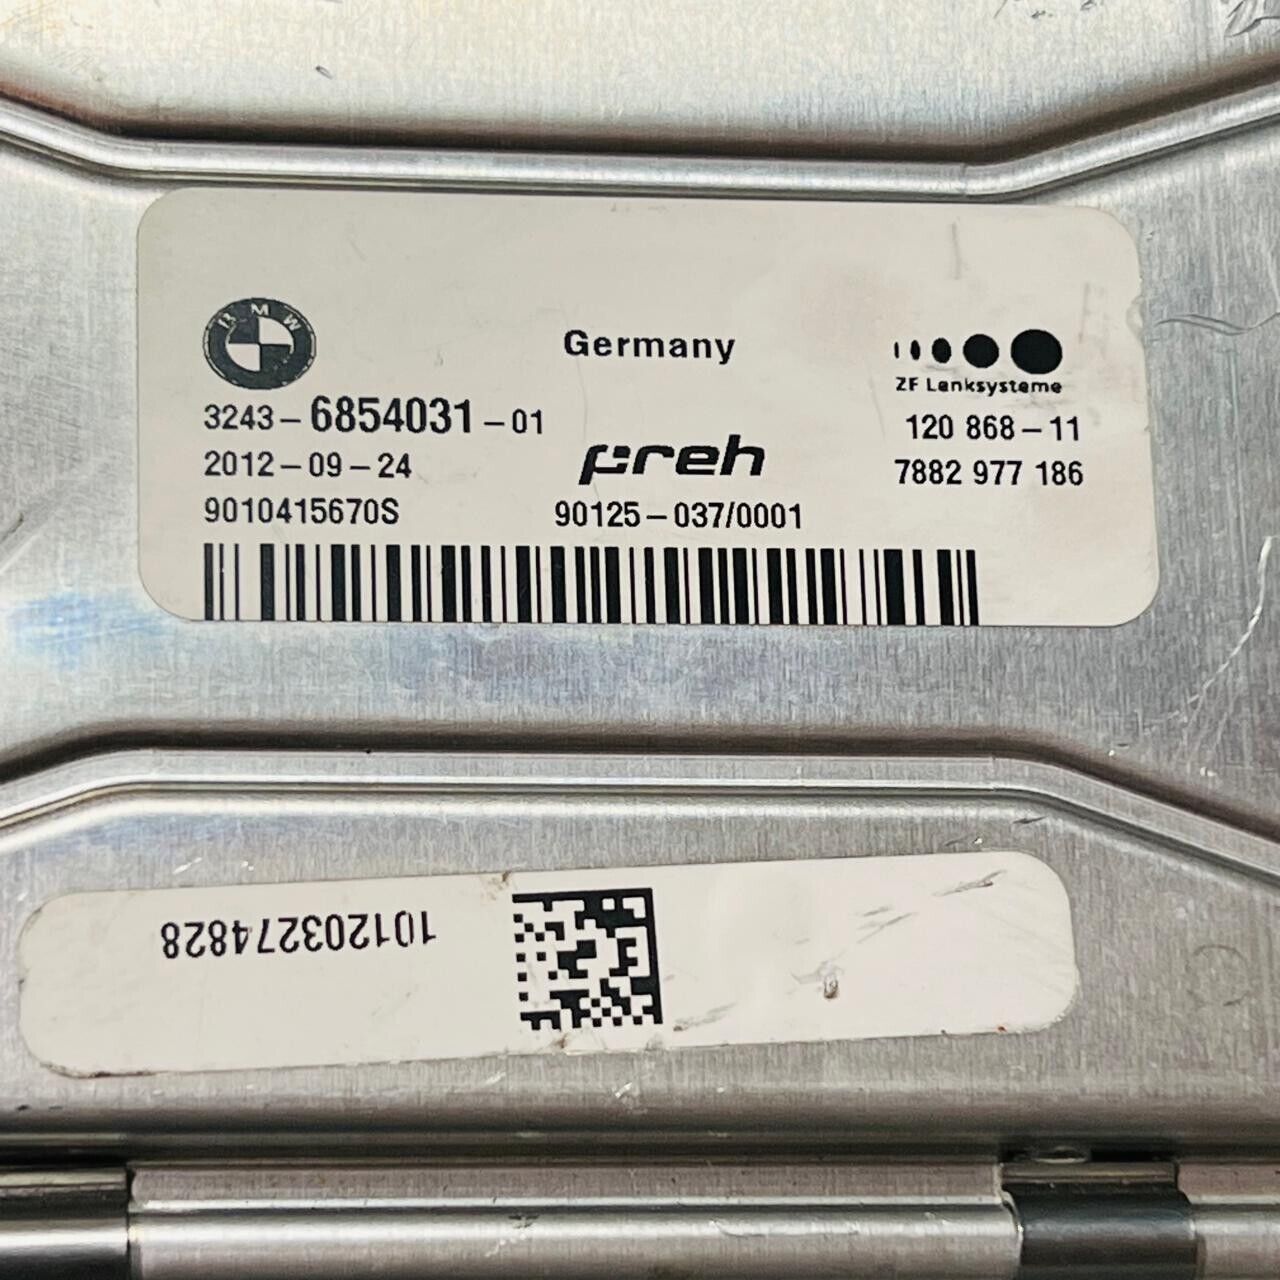 BMW
Germany
ZF Lenksysteme
3243-6854031-01
120 868-11
2012-09-24
preh
7882 977 186
9010415670S
90125-037/0001
101203274828